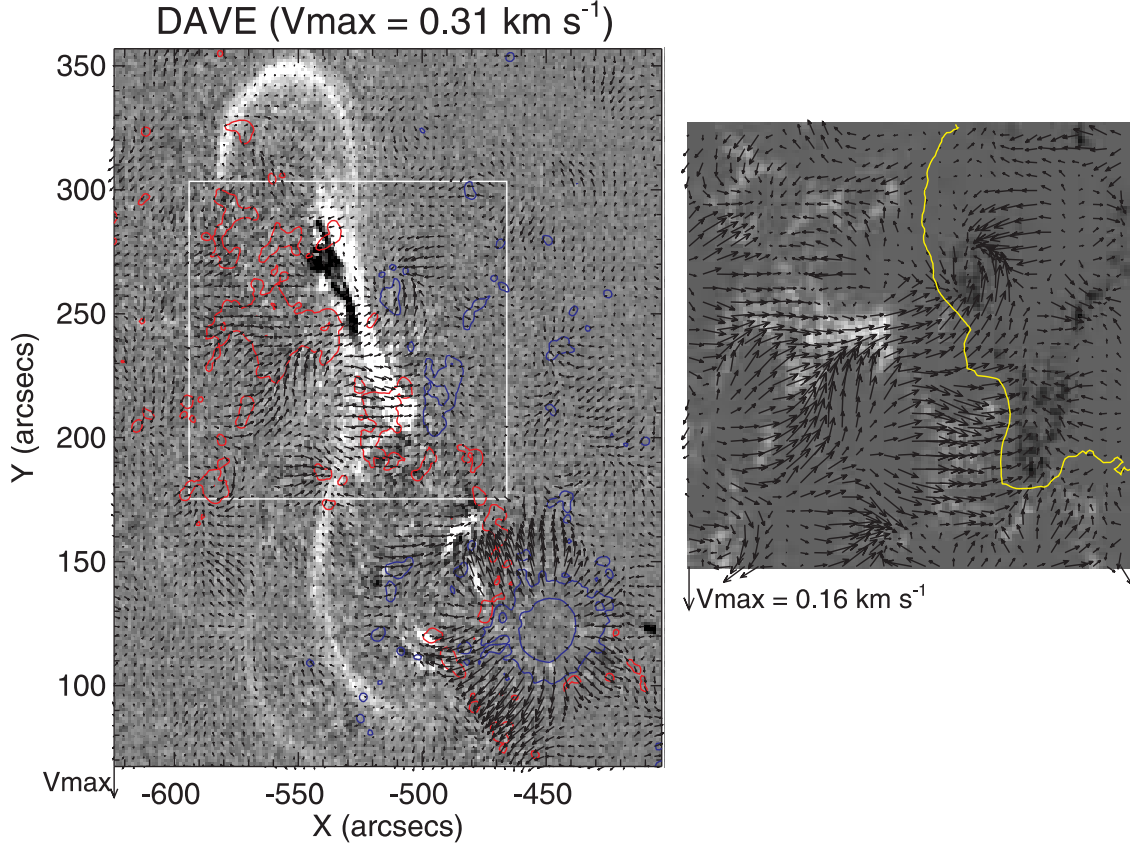 DAVE (Vmax = 0.31 km s⁻¹)
350
300
250
200
150
100
Y (arcsecs)
Vmax
-600 -550 -500 -450
X (arcsecs)
Vmax = 0.16 km s⁻¹